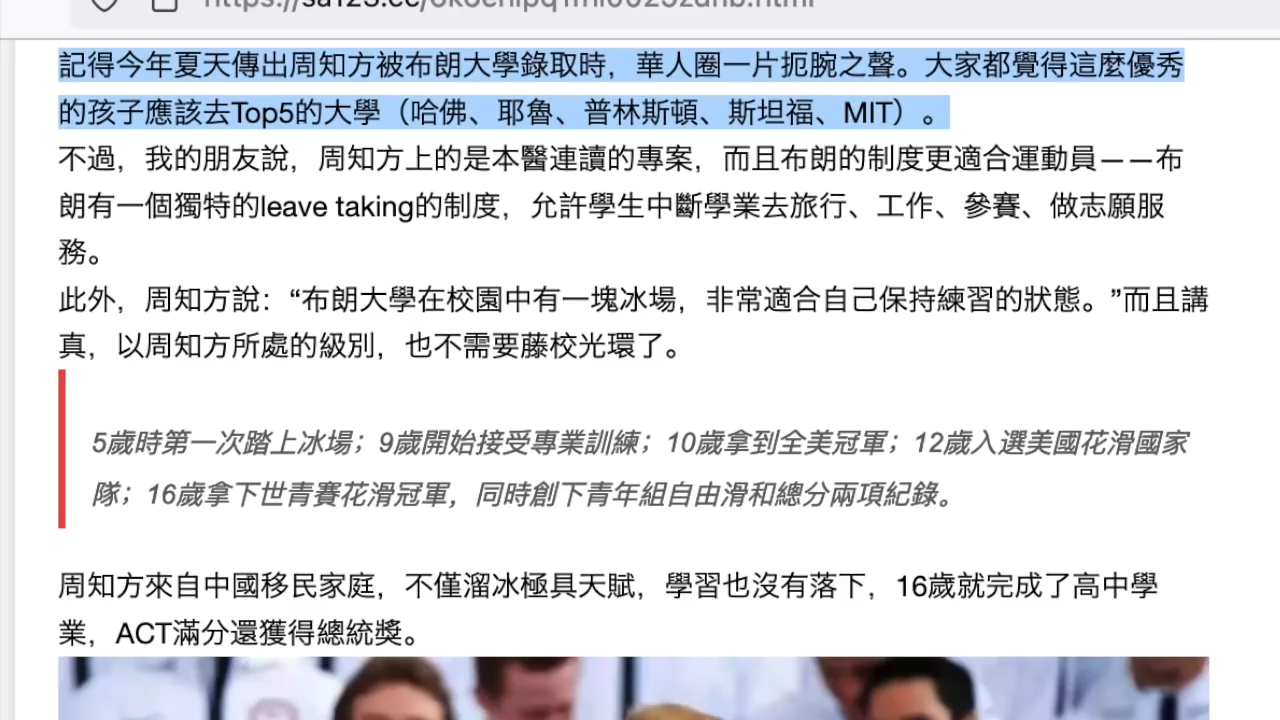 記得今年夏天傳出周知方被布朗大學錄取時，華人圈一片扼腕之聲。大家都覺得這麼優秀
的孩子應該去Top5的大學（哈佛、耶魯、普林斯頓、斯坦福、MIT）。
不過，我的朋友說，周知方上的是本醫連讀的專案，而且布朗的制度更適合運動員——布
朗有一個獨特的leave taking的制度，允許學生中斷學業去旅行、工作、參賽、做志願服
務。
此外，周知方說：“布朗大學在校園中有一塊冰場，非常適合自己保持練習的狀態。”而且講
真，以周知方所處的級別，也不需要藤校光環了。
5歲時第一次踏上冰場；9歲開始接受專業訓練；10歲拿到全美冠軍；12歲入選美國花滑國家
隊；16歲拿下世青賽花滑冠軍，同時創下青年組自由滑和總分兩項紀錄。
周知方來自中國移民家庭，不僅溜冰極具天賦，學習也沒有落下，16歲就完成了高中學
業，ACT滿分還獲得總統獎。